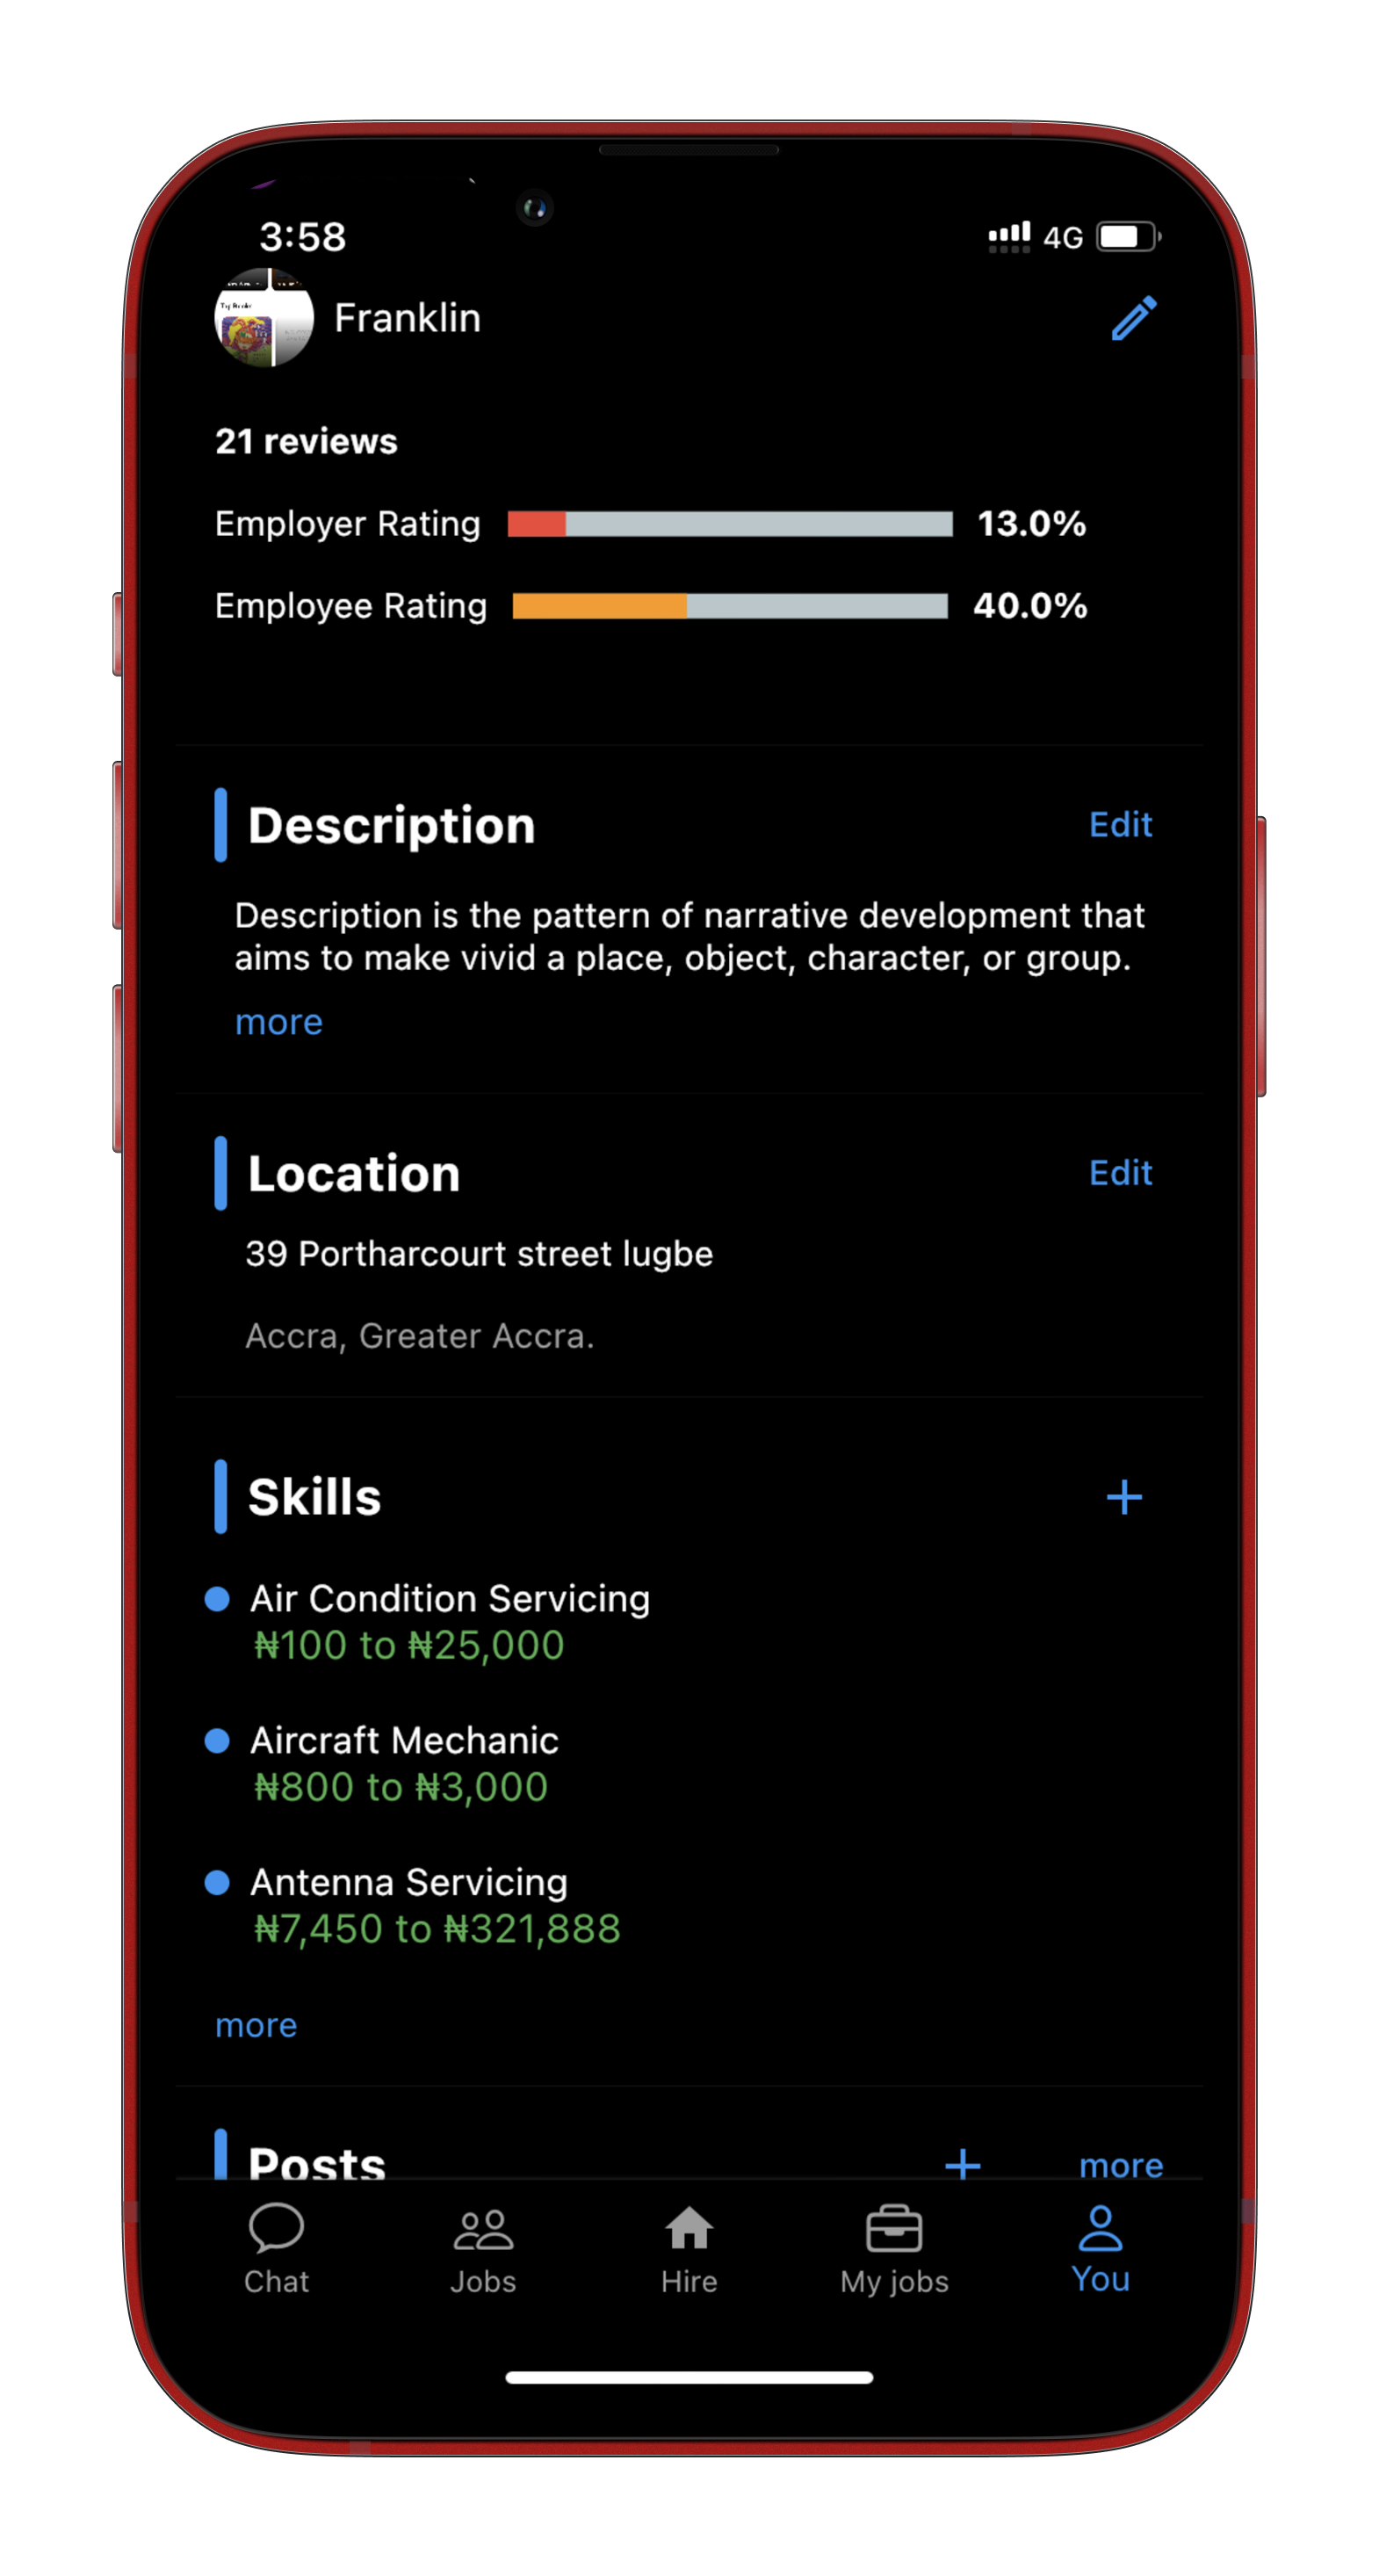 3:58
4G
Franklin
21 reviews
Employer Rating 13.0%
Employee Rating 40.0%
Description Edit
Description is the pattern of narrative development that
aims to make vivid a place, object, character, or group.
more
Location Edit
39 Portharcourt street lugbe
Accra, Greater Accra.
Skills +
Air Condition Servicing
₦100 to ₦25,000
Aircraft Mechanic
₦800 to ₦3,000
Antenna Servicing
₦7,450 to ₦321,888
more
Posts + more
Chat Jobs Hire My jobs You